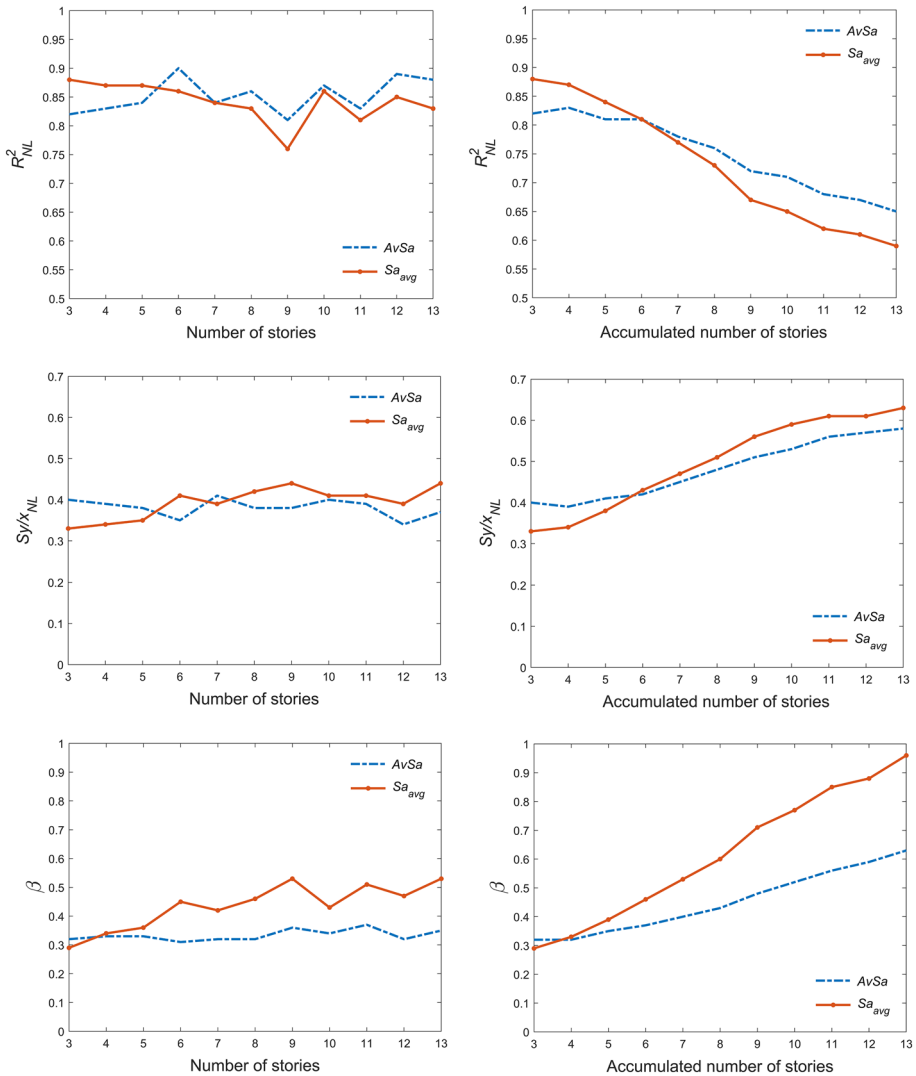 1
0.95
0.9
0.85
0.8
0.75
0.7
0.65
0.6
0.55
0.5
R²NL
AvSa
Saavg
3 4 5 6 7 8 9 10 11 12 13
Number of stories
1
0.95
0.9
0.85
0.8
0.75
0.7
0.65
0.6
0.55
0.5
R²NL
AvSa
Saavg
3 4 5 6 7 8 9 10 11 12 13
Accumulated number of stories
0.7
0.6
0.5
0.4
0.3
0.2
0.1
0
Sy/xNL
AvSa
Saavg
3 4 5 6 7 8 9 10 11 12 13
Number of stories
0.7
0.6
0.5
0.4
0.3
0.2
0.1
0
Sy/xNL
AvSa
Saavg
3 4 5 6 7 8 9 10 11 12 13
Accumulated number of stories
1
0.9
0.8
0.7
0.6
0.5
0.4
0.3
0.2
0.1
0
β
AvSa
Saavg
3 4 5 6 7 8 9 10 11 12 13
Number of stories
1
0.9
0.8
0.7
0.6
0.5
0.4
0.3
0.2
0.1
0
β
AvSa
Saavg
3 4 5 6 7 8 9 10 11 12 13
Accumulated number of stories